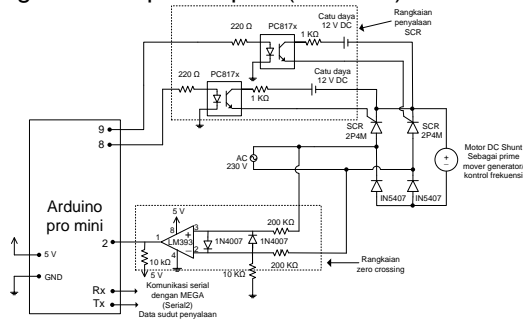 PC817x
220 Ω
1 KΩ
Catu daya
12 V DC
Rangkaian
penyalaan
SCR
220 Ω
PC817x
1 KΩ
Catu daya
12 V DC
9
8
SCR
2P4M
SCR
2P4M
AC
230 V
Motor DC Shunt
Sebagai prime
mover generator/
kontrol frekuensi
IN5407
IN5407
Arduino
pro mini
5 V
8
3
200 KΩ
2
1
LM393
1N4007
1N4007
2
4
200 KΩ
10 kΩ
10 KΩ
5 V
Rangkaian
zero crossing
5 V
GND
Rx
Tx
Komunikasi serial
dengan MEGA
(Serial2)
Data sudut penyalaan